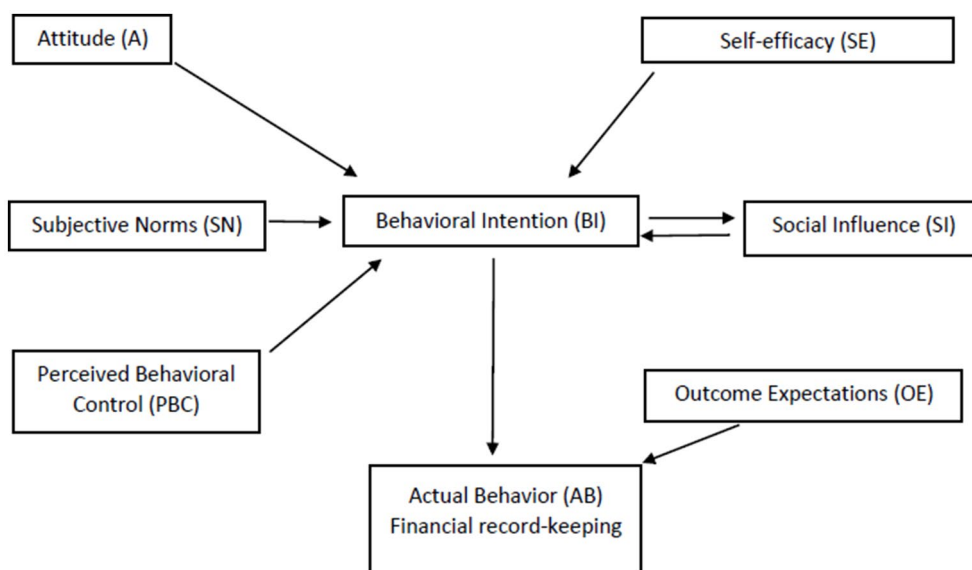 Attitude (A)
Self-efficacy (SE)
Subjective Norms (SN)
Behavioral Intention (BI)
Social Influence (SI)
Perceived Behavioral
Control (PBC)
Outcome Expectations (OE)
Actual Behavior (AB)
Financial record-keeping